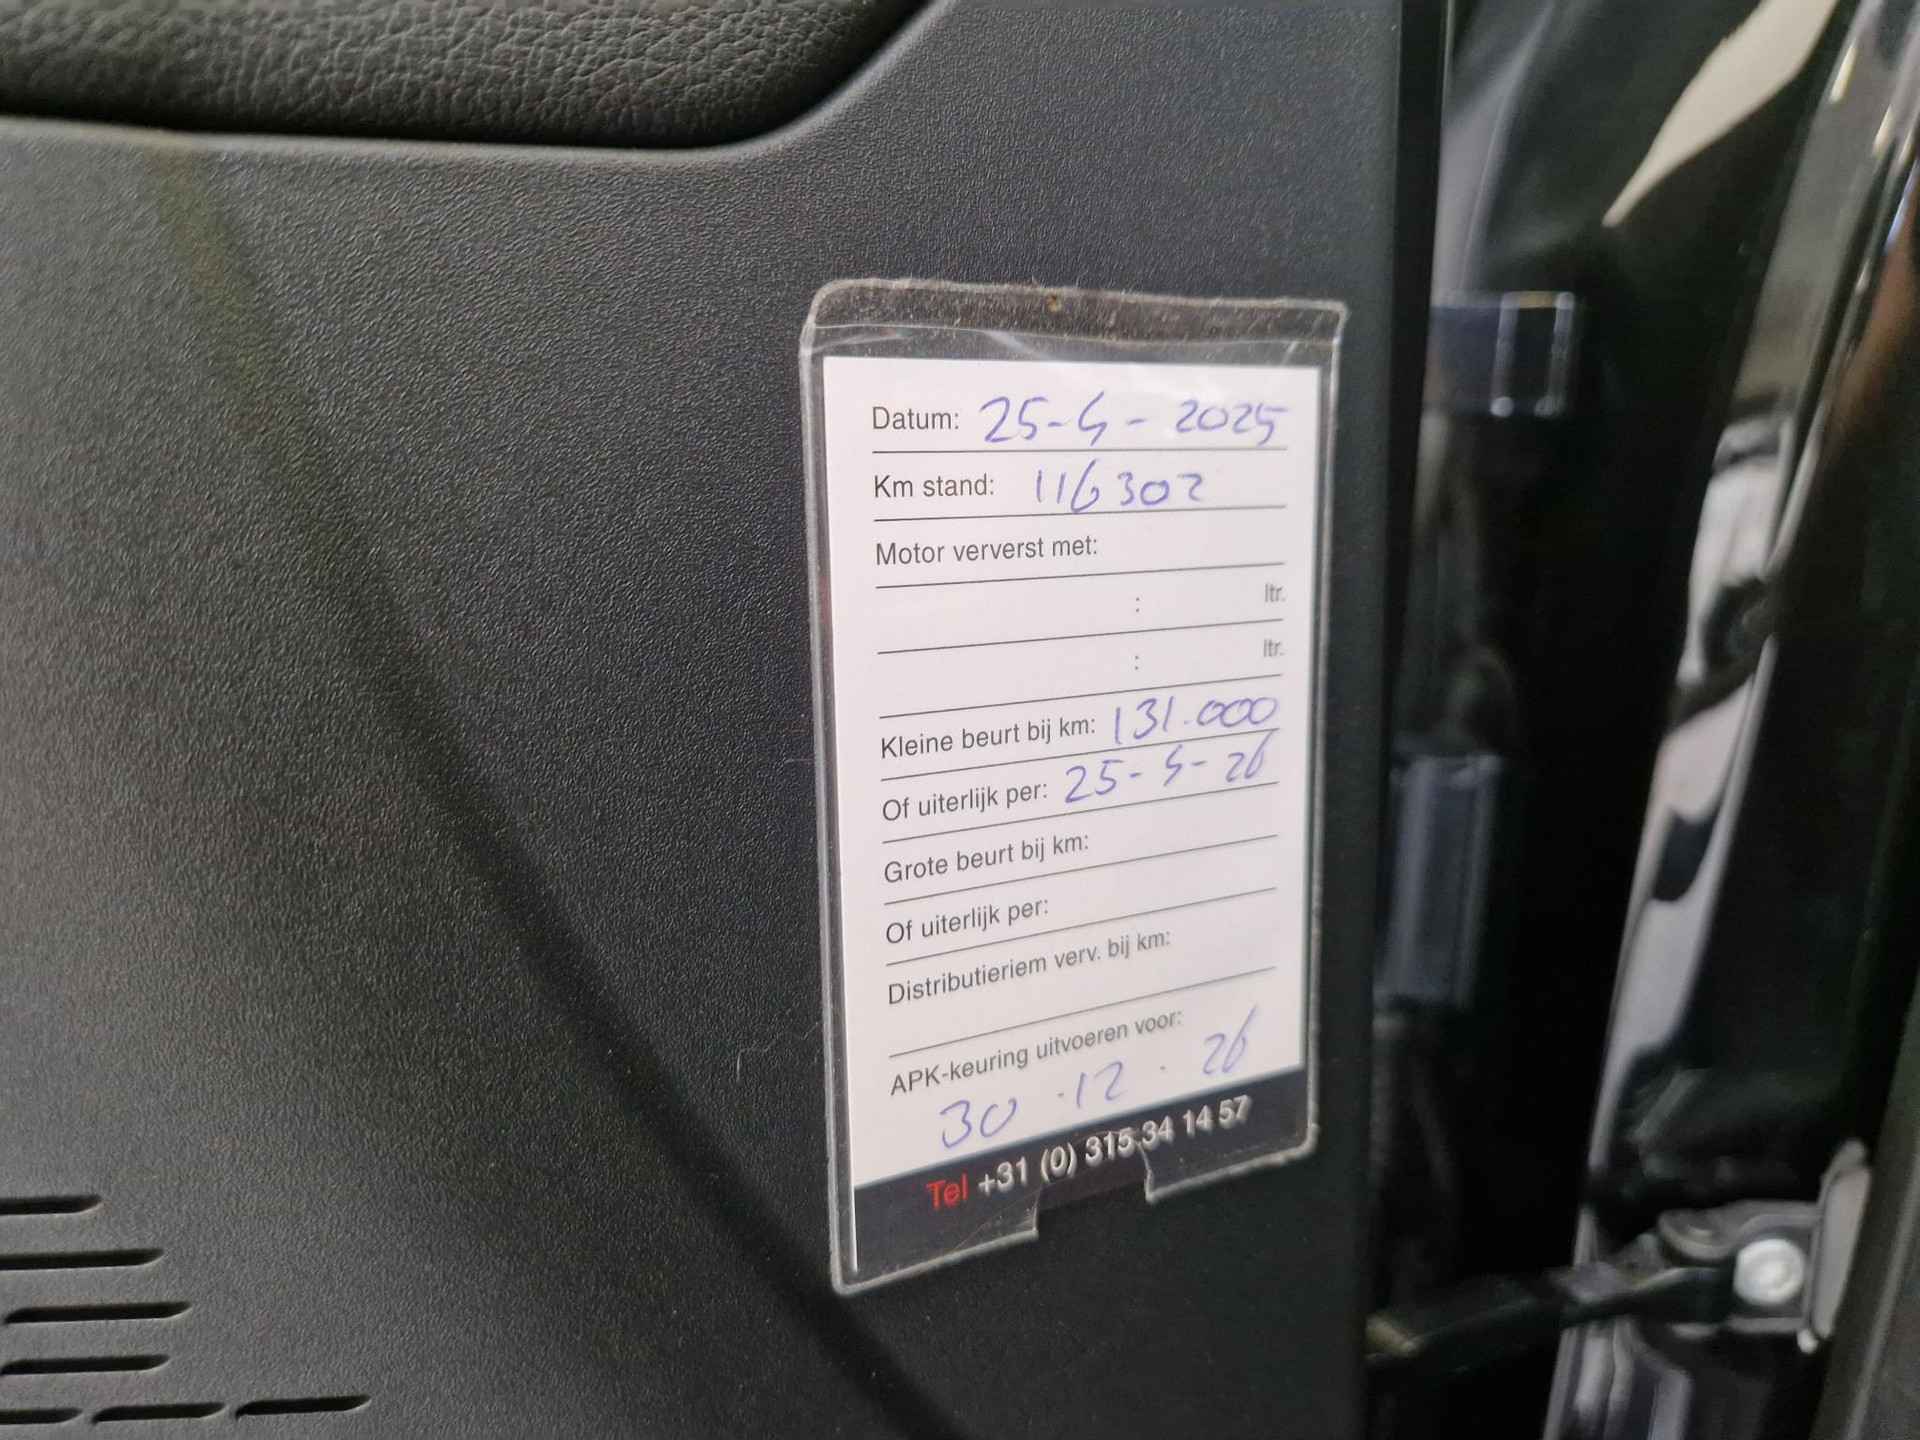 Datum: 25-4-2025
Km stand: 116302
Motor ververst met:
: ltr.
: ltr.
Kleine beurt bij km: 131.000
Of uiterlijk per: 25-4-26
Grote beurt bij km:
Of uiterlijk per:
Distributieriem verv. bij km:
APK-keuring uitvoeren voor:
30.12.26
Tel +31 (0) 315 34 14 57